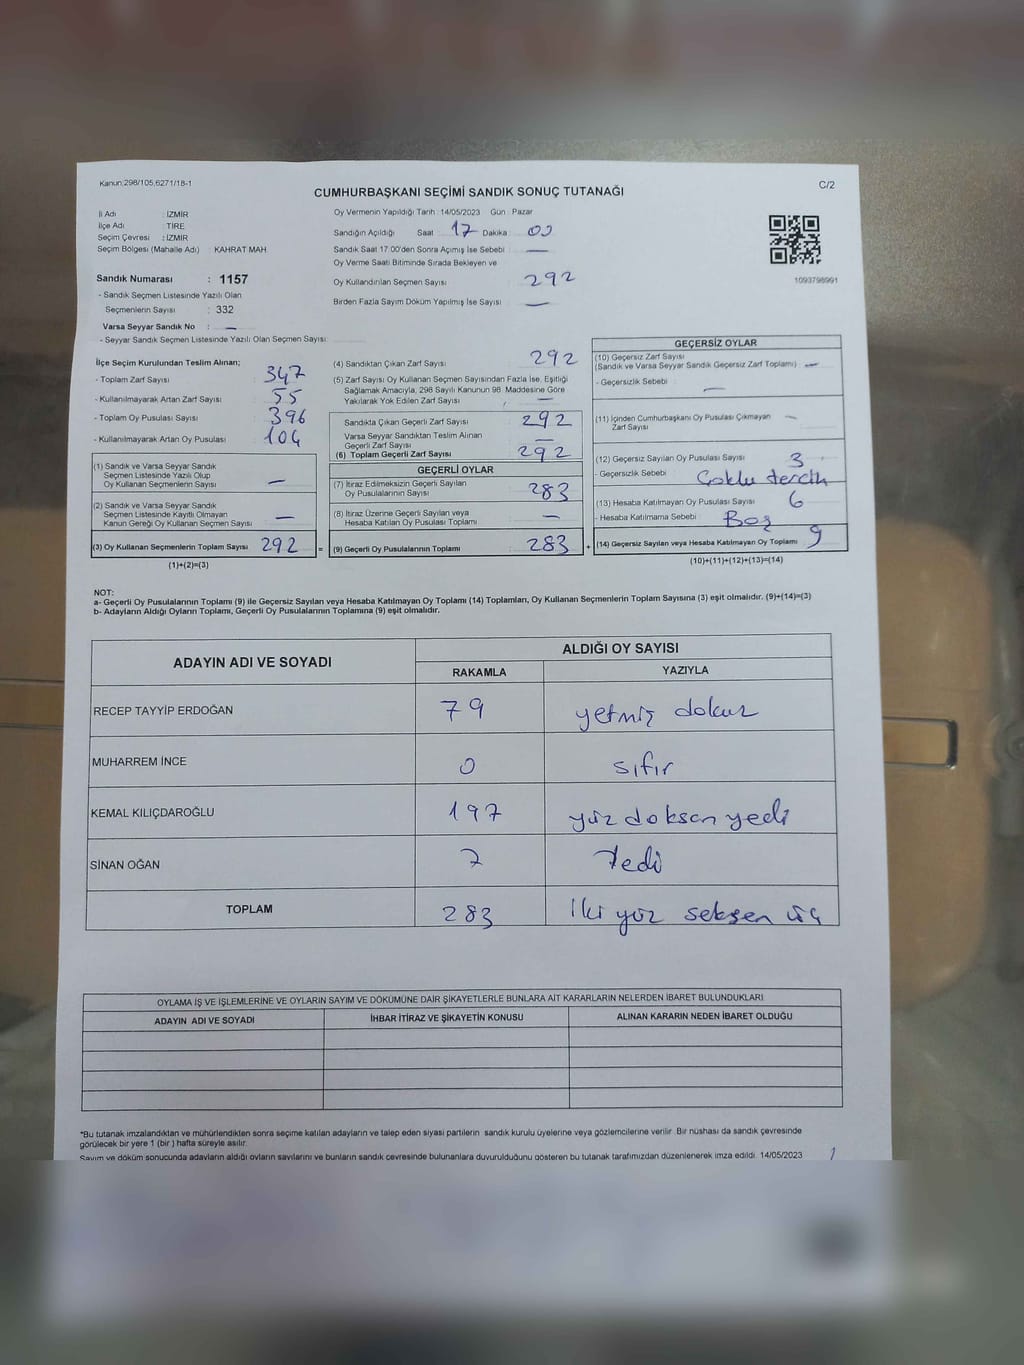 Kanun:298/105,6271/18-1
C/2
CUMHURBAŞKANI SEÇİMİ SANDIK SONUÇ TUTANAĞI
İl Adı : İZMİR
İlçe Adı : TİRE
Seçim Çevresi : İZMİR
Seçim Bölgesi (Mahalle Adı) : KAHRAT MAH.
Sandık Numarası : 1157
- Sandık Seçmen Listesinde Yazılı Olan
Seçmenlerin Sayısı : 332
Varsa Seyyar Sandık No : —
- Seyyar Sandık Seçmen Listesinde Yazılı Olan Seçmen Sayısı:
Oy Vermenin Yapıldığı Tarih : 14/05/2023 Gün : Pazar
Sandığın Açıldığı Saat : 17 Dakika : 00
Sandık Saat 17:00'den Sonra Açımış İse Sebebi : —
Oy Verme Saati Bitiminde Sırada Bekleyen ve
Oy Kullandırılan Seçmen Sayısı : 292
Birden Fazla Sayım Döküm Yapılmış İse Sayısı : —
1093798991
İlçe Seçim Kurulundan Teslim Alınan;
- Toplam Zarf Sayısı : 347
- Kullanılmayarak Artan Zarf Sayısı : 55
- Toplam Oy Pusulası Sayısı : 396
- Kullanılmayarak Artan Oy Pusulası : 104
(1) Sandık ve Varsa Seyyar Sandık
Seçmen Listesinde Yazılı Olup
Oy Kullanan Seçmenlerin Sayısı : —
(2) Sandık ve Varsa Seyyar Sandık
Seçmen Listesinde Kayıtlı Olmayan
Kanun Gereği Oy Kullanan Seçmen Sayısı : —
(3) Oy Kullanan Seçmenlerin Toplam Sayısı : 292
(1)+(2)=(3)
(4) Sandıktan Çıkan Zarf Sayısı : 292
(5) Zarf Sayısı Oy Kullanan Seçmen Sayısından Fazla İse, Eşitliği
Sağlamak Amacıyla, 298 Sayılı Kanunun 98. Maddesine Göre
Yakılarak Yok Edilen Zarf Sayısı : —
Sandıkta Çıkan Geçerli Zarf Sayısı : 292
Varsa Seyyar Sandıktan Teslim Alınan
Geçerli Zarf Sayısı : —
(6) Toplam Geçerli Zarf Sayısı : 292
GEÇERLİ OYLAR
(7) İtiraz Edilmeksizin Geçerli Sayılan
Oy Pusulalarının Sayısı : 283
(8) İtiraz Üzerine Geçerli Sayılan veya
Hesaba Katılan Oy Pusulası Toplamı : —
= (9) Geçerli Oy Pusulalarının Toplamı : 283 +
GEÇERSİZ OYLAR
(10) Geçersiz Zarf Sayısı
(Sandık ve Varsa Seyyar Sandık Geçersiz Zarf Toplamı) : —
- Geçersizlik Sebebi : —
(11) İçinden Cumhurbaşkanı Oy Pusulası Çıkmayan —
Zarf Sayısı :
(12) Geçersiz Sayılan Oy Pusulası Sayısı : 3
- Geçersizlik Sebebi : Çoklu tercih
(13) Hesaba Katılmayan Oy Pusulası Sayısı : 6
- Hesaba Katılmama Sebebi : Boş
(14) Geçersiz Sayılan veya Hesaba Katılmayan Oy Toplamı : 9
(10)+(11)+(12)+(13)=(14)
NOT:
a- Geçerli Oy Pusulalarının Toplamı (9) ile Geçersiz Sayılan veya Hesaba Katılmayan Oy Toplamı (14) Toplamları, Oy Kullanan Seçmenlerin Toplam Sayısına (3) eşit olmalıdır. (9)+(14)=(3)
b- Adayların Aldığı Oyların Toplamı, Geçerli Oy Pusulalarının Toplamına (9) eşit olmalıdır.
ADAYIN ADI VE SOYADI
ALDIĞI OY SAYISI
RAKAMLA YAZIYLA
RECEP TAYYİP ERDOĞAN 79 yetmiş dokuz
MUHARREM İNCE 0 sıfır
KEMAL KILIÇDAROĞLU 197 yüz doksan yedi
SİNAN OĞAN 7 Yedi
TOPLAM 283 İki yüz seksen üç
OYLAMA İŞ VE İŞLEMLERİNE VE OYLARIN SAYIM VE DÖKÜMÜNE DAİR ŞİKAYETLERLE BUNLARA AİT KARARLARIN NELERDEN İBARET BULUNDUKLARI
ADAYIN ADI VE SOYADI İHBAR İTİRAZ VE ŞİKAYETİN KONUSU ALINAN KARARIN NEDEN İBARET OLDUĞU
*Bu tutanak imzalandıktan ve mühürlendikten sonra seçime katılan adayların ve talep eden siyasi partilerin sandık kurulu üyelerine veya gözlemcilerine verilir. Bir nüshası da sandık çevresinde
görülecek bir yere 1 (bir ) hafta süreyle asılır.
Sayım ve döküm sonucunda adayların aldığı oyların sayılarını ve bunların sandık çevresinde bulunanlara duyurulduğunu gösteren bu tutanak tarafımızdan düzenlenerek imza edildi. 14/05/2023